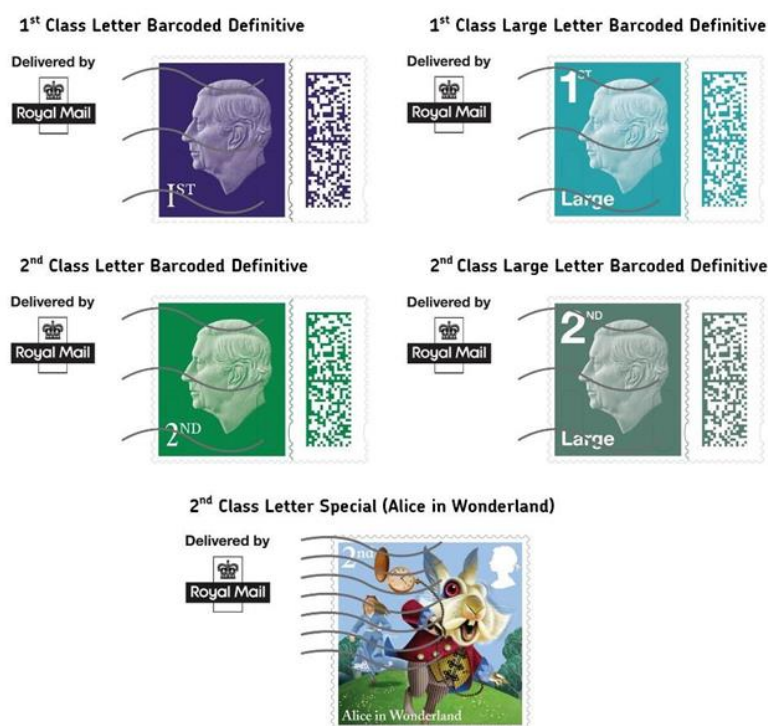 1st Class Letter Barcoded Definitive
Delivered by
Royal Mail
1ST
1st Class Large Letter Barcoded Definitive
Delivered by
Royal Mail
1ST
Large
2nd Class Letter Barcoded Definitive
Delivered by
Royal Mail
2ND
2nd Class Large Letter Barcoded Definitive
Delivered by
Royal Mail
2ND
Large
2nd Class Letter Special (Alice in Wonderland)
Delivered by
Royal Mail
2nd
Alice in Wonderland